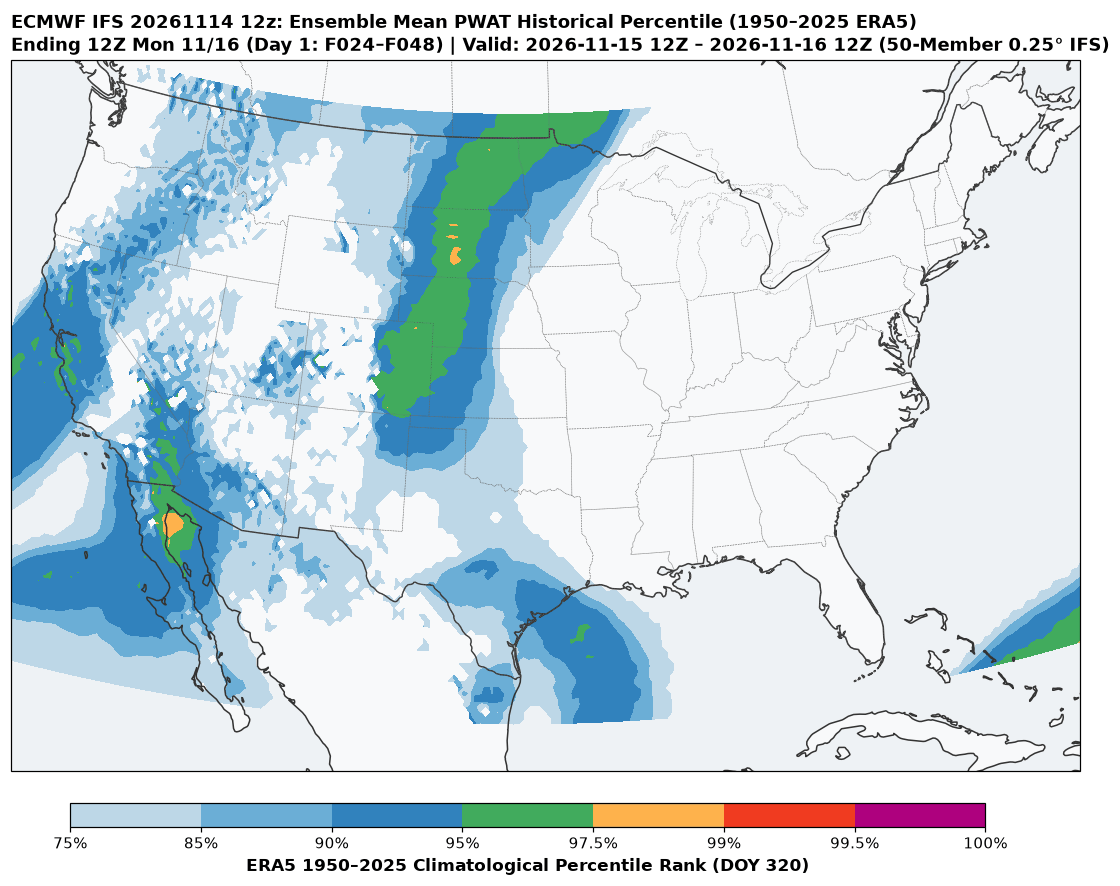 ECMWF IFS 20261114 12z: Ensemble Mean PWAT Historical Percentile (1950–2025 ERA5)
Ending 12Z Mon 11/16 (Day 1: F024–F048) | Valid: 2026-11-15 12Z – 2026-11-16 12Z (50-Member 0.25° IFS)
75% 85% 90% 95% 97.5% 99% 99.5% 100%
ERA5 1950–2025 Climatological Percentile Rank (DOY 320)